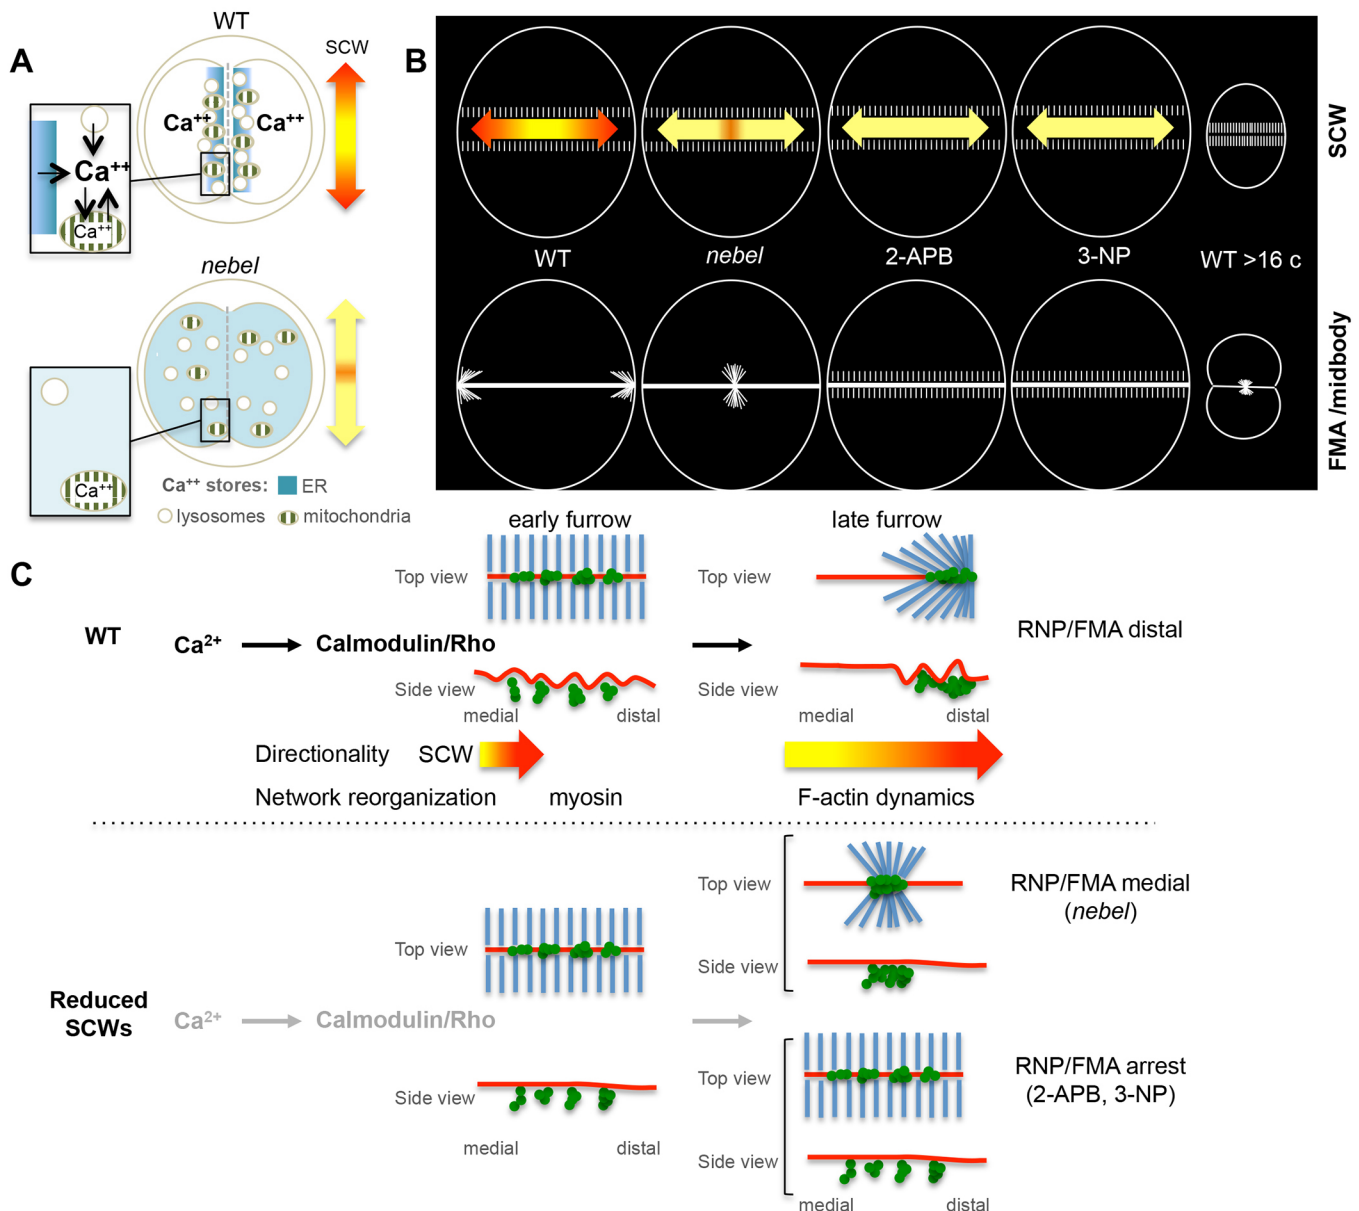 A
WT
SCW
Ca++
Ca++
Ca++
Ca++
nebel
Ca++
Ca++ stores: ER
lysosomes mitochondria
B
SCW
WT
nebel
2-APB
3-NP
WT >16 c
FMA /midbody
C
early furrow
late furrow
Top view
Top view
WT
Ca2+
Calmodulin/Rho
RNP/FMA distal
Side view
Side view
medial
distal
medial
distal
Directionality SCW
Network reorganization
myosin
F-actin dynamics
Top view
RNP/FMA medial
(nebel)
Top view
Side view
Reduced
SCWs
Ca2+
Calmodulin/Rho
Top view
RNP/FMA arrest
(2-APB, 3-NP)
Side view
medial
distal
Side view
medial
distal